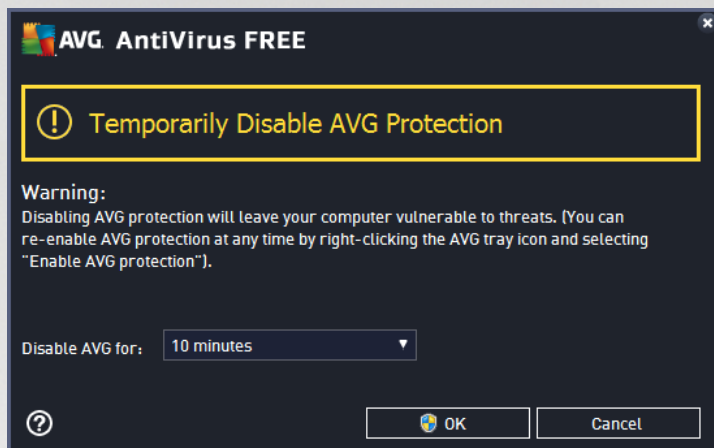 AVG. AntiVirus FREE
Temporarily Disable AVG Protection
Warning:
Disabling AVG protection will leave your computer vulnerable to threats. (You can
re-enable AVG protection at any time by right-clicking the AVG tray icon and selecting
"Enable AVG protection").
Disable AVG for: 10 minutes
OK Cancel